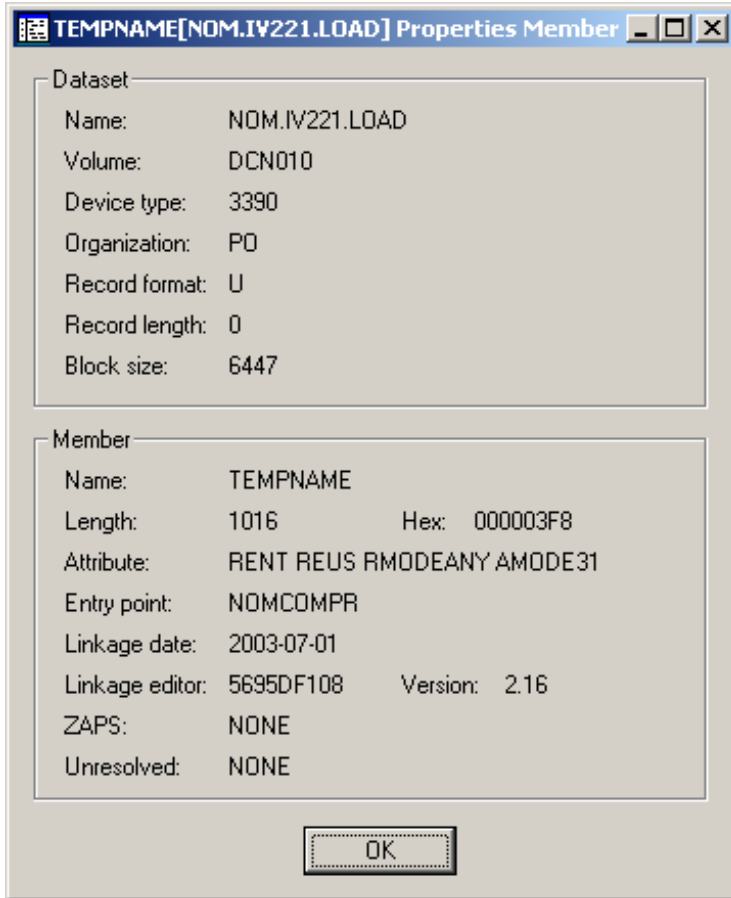 TEMPNAME[NOM.IV221.LOAD] Properties Member
Dataset
Name: NOM.IV221.LOAD
Volume: DCN010
Device type: 3390
Organization: PO
Record format: U
Record length: 0
Block size: 6447
Member
Name: TEMPNAME
Length: 1016 Hex: 000003F8
Attribute: RENT REUS RMODEANY AMODE31
Entry point: NOMCOMPR
Linkage date: 2003-07-01
Linkage editor: 5695DF108 Version: 2.16
ZAPS: NONE
Unresolved: NONE
OK